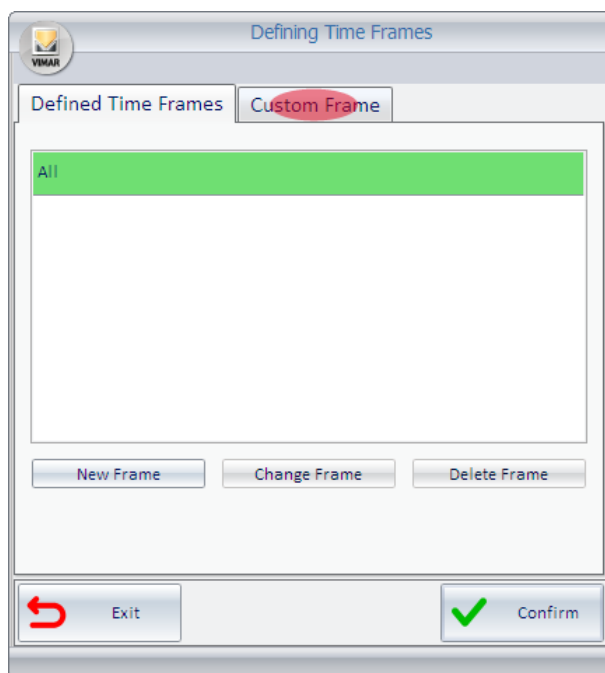 Defining Time Frames
VIMAR
Defined Time Frames
Custom Frame
All
New Frame
Change Frame
Delete Frame
Exit
Confirm